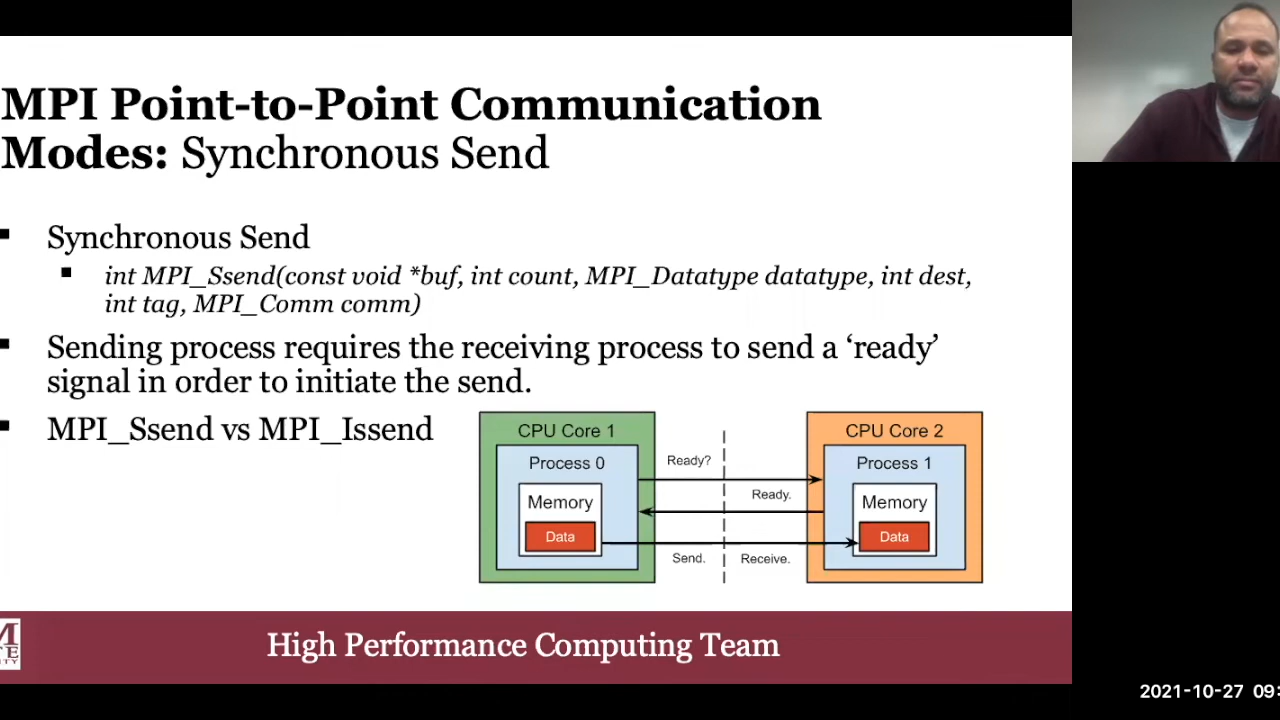 MPI Point-to-Point Communication
Modes: Synchronous Send
Synchronous Send
int MPI_Ssend(const void *buf, int count, MPI_Datatype datatype, int dest,
int tag, MPI_Comm comm)
Sending process requires the receiving process to send a ‘ready’
signal in order to initiate the send.
MPI_Ssend vs MPI_Issend
CPU Core 1
Process 0
Memory
Data
Ready?
Ready.
Send.
Receive.
CPU Core 2
Process 1
Memory
Data
High Performance Computing Team
2021-10-27 09: